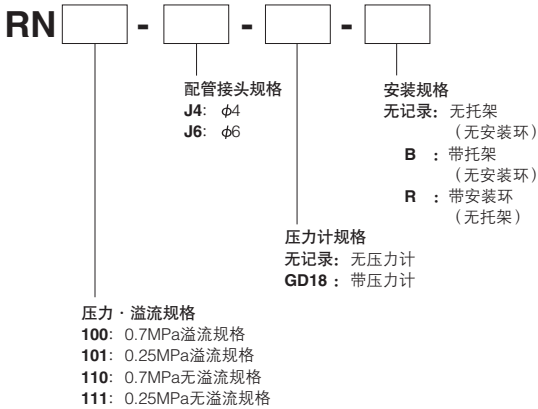 RN - - -
配管接头规格
J4： ϕ4
J6： ϕ6
安装规格
无记录：无托架
（无安装环）
B ：带托架
（无安装环）
R ：带安装环
（无托架）
压力计规格
无记录：无压力计
GD18：带压力计
压力·溢流规格
100：0.7MPa溢流规格
101：0.25MPa溢流规格
110：0.7MPa无溢流规格
111：0.25MPa无溢流规格